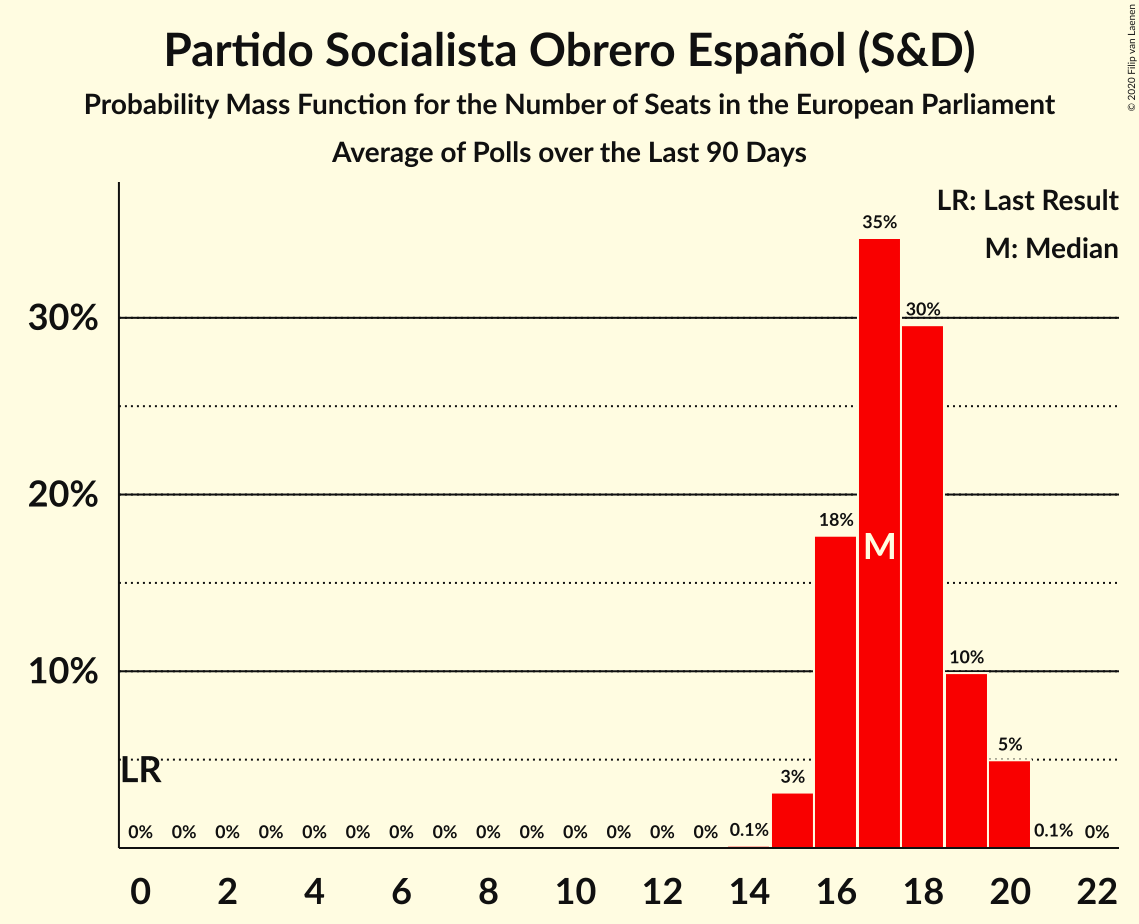 Partido Socialista Obrero Español (S&D)
Probability Mass Function for the Number of Seats in the European Parliament
Average of Polls over the Last 90 Days
© 2020 Filip van Laenen
LR: Last Result
M: Median
35%
30%
30%
20%
18%
M
10%
10%
5%
LR
3%
0% 0% 0% 0% 0% 0% 0% 0% 0% 0% 0% 0% 0% 0% 0.1% 0.1% 0%
0 2 4 6 8 10 12 14 16 18 20 22